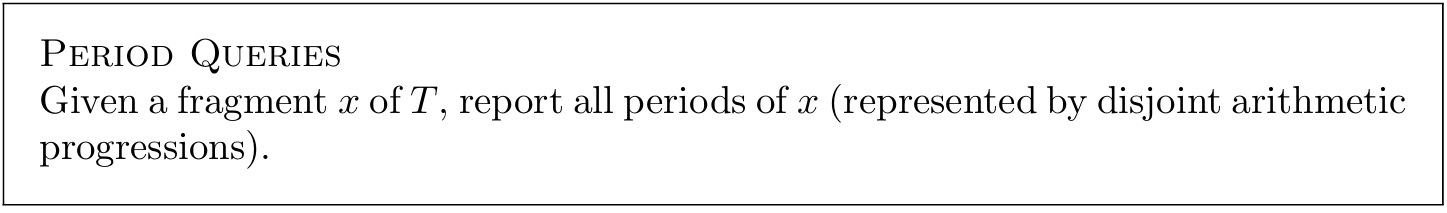 Period Queries
Given a fragment x of T, report all periods of x (represented by disjoint arithmetic
progressions).